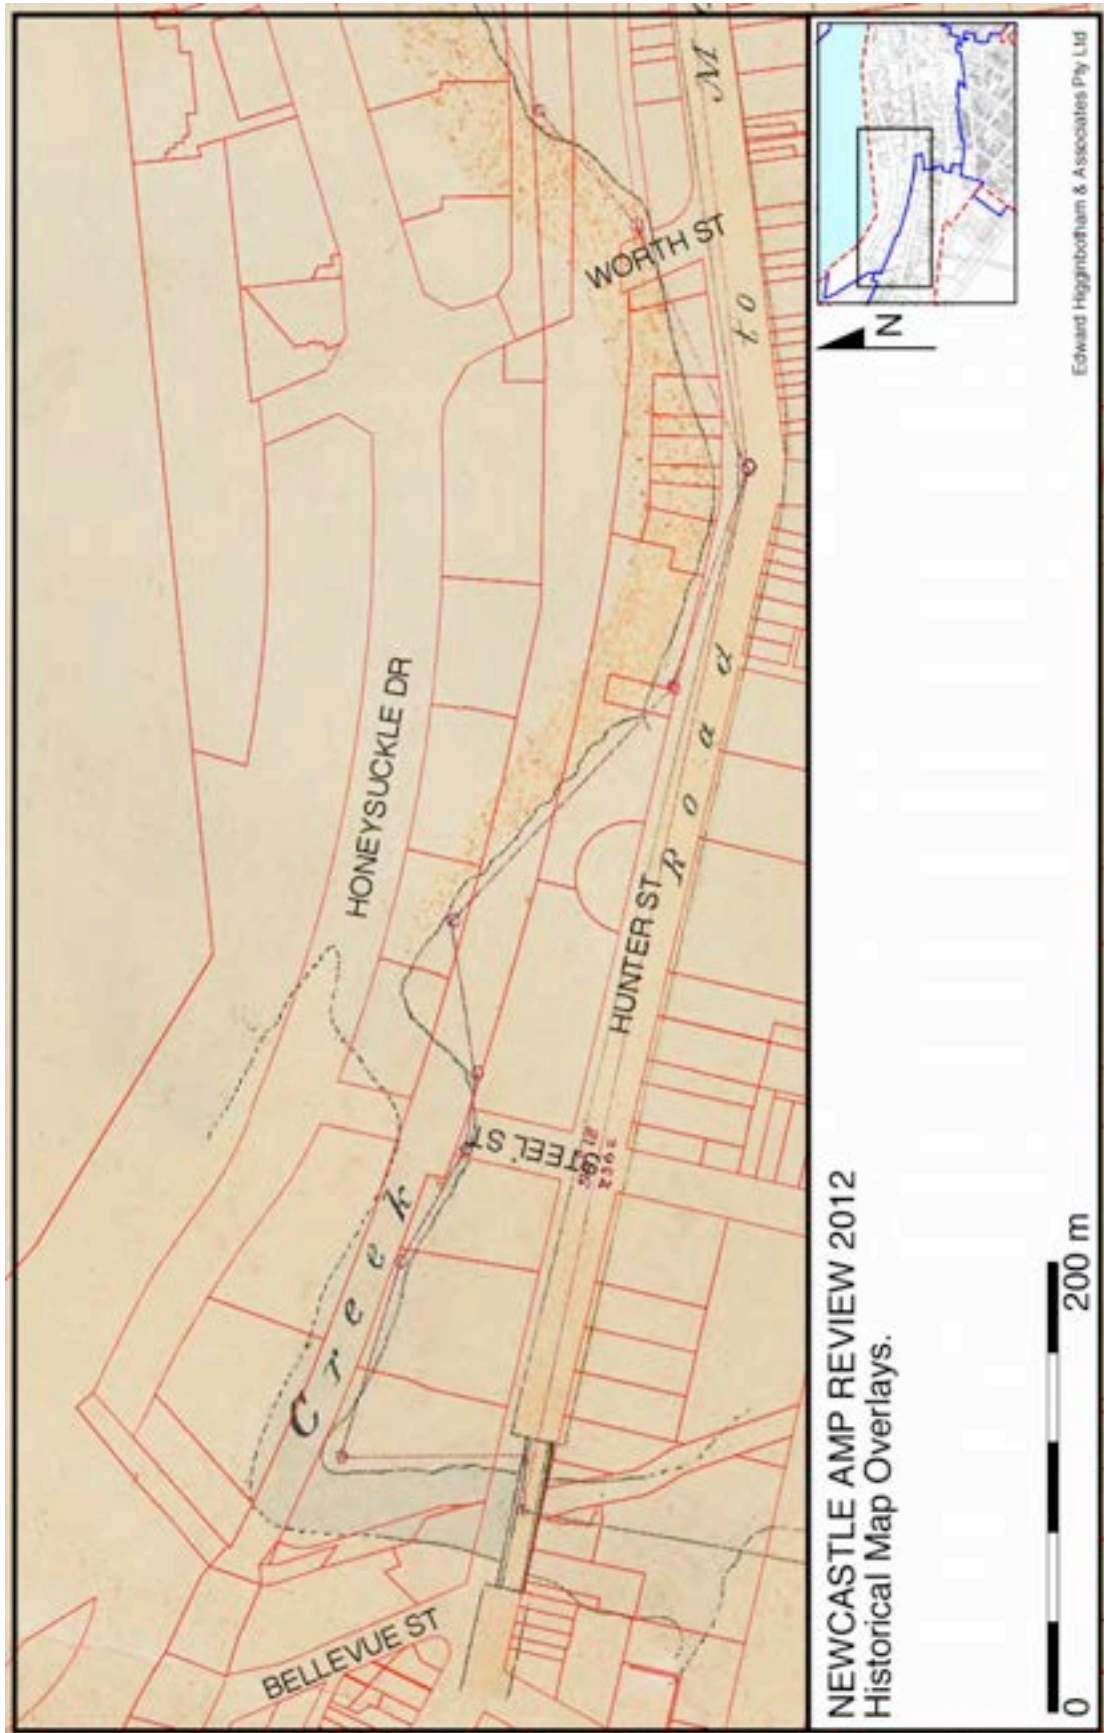 HONEYSUCKLE DR
WORTH ST
M
to
Creek
HUNTER ST
Road
STEEL ST
BELLEVUE ST
NEWCASTLE AMP REVIEW 2012
Historical Map Overlays.
0 200 m
N
Edward Higginbotham & Associates Pty Ltd